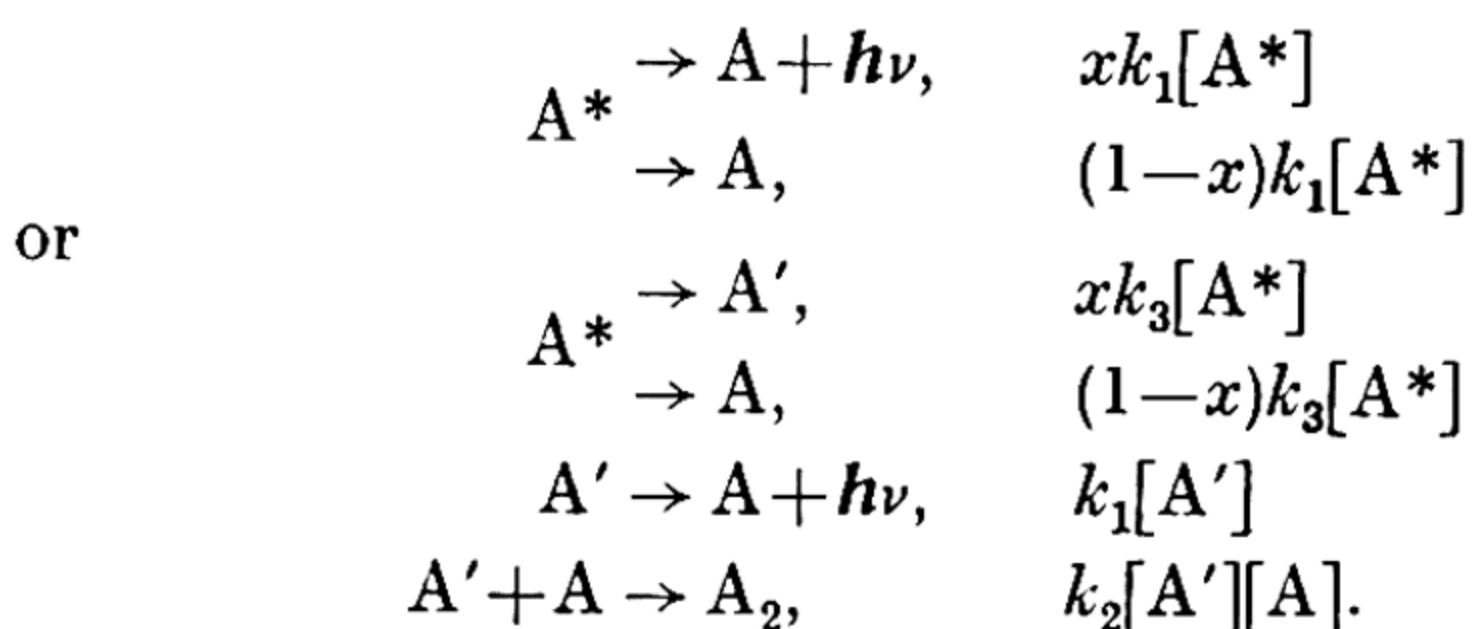 → A+hν, xk₁[A*]
A*
→ A, (1−x)k₁[A*]
or
→ A′, xk₃[A*]
A*
→ A, (1−x)k₃[A*]
A′ → A+hν, k₁[A′]
A′+A → A₂, k₂[A′][A].